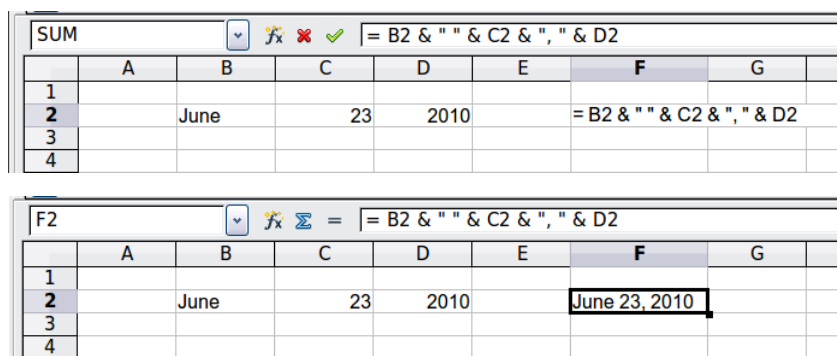 SUM = B2 & " " & C2 & ", " & D2
A B C D E F G
1
2 June 23 2010 = B2 & " " & C2 & ", " & D2
3
4
F2 = = B2 & " " & C2 & ", " & D2
A B C D E F G
1
2 June 23 2010 June 23, 2010
3
4